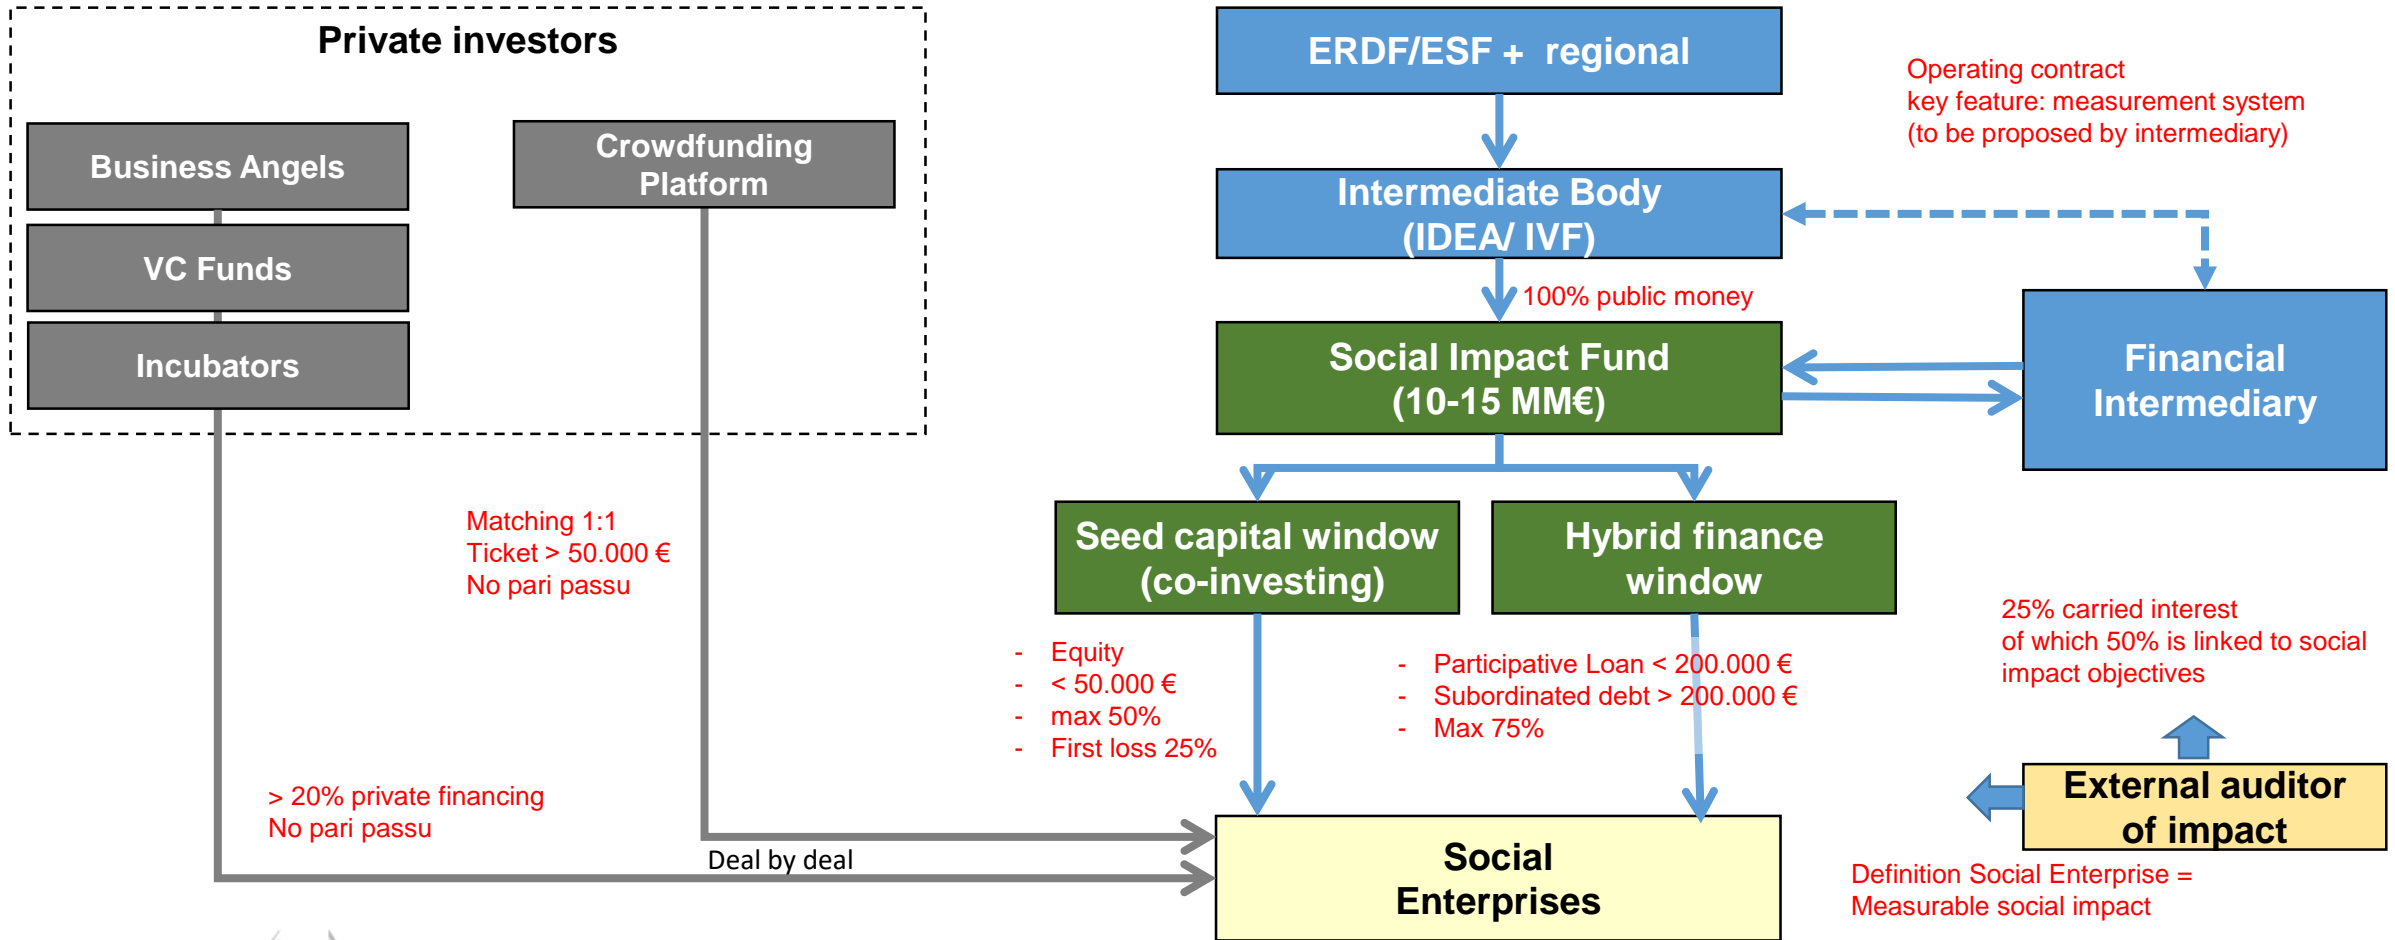 Private investors
Business Angels
VC Funds
Incubators
Crowdfunding
Platform
ERDF/ESF + regional
Intermediate Body
(IDEA/ IVF)
100% public money
Social Impact Fund
(10-15 MM€)
Operating contract
key feature: measurement system
(to be proposed by intermediary)
Financial
Intermediary
Seed capital window
(co-investing)
Hybrid finance
window
Matching 1:1
Ticket > 50.000 €
No pari passu
- Equity
- < 50.000 €
- max 50%
- First loss 25%
- Participative Loan < 200.000 €
- Subordinated debt > 200.000 €
- Max 75%
25% carried interest
of which 50% is linked to social
impact objectives
External auditor
of impact
> 20% private financing
No pari passu
Deal by deal
Social
Enterprises
Definition Social Enterprise =
Measurable social impact